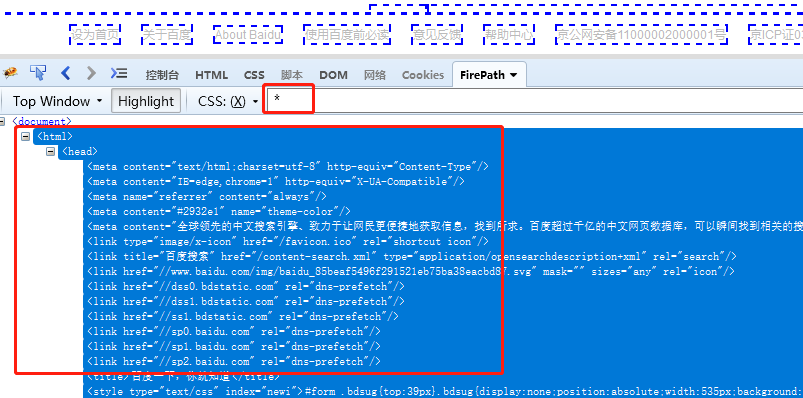 设为首页 关于百度 About Baidu 使用百度前必读 意见反馈 帮助中心 京公网安备11000002000001号 京ICP证03
控制台 HTML CSS 脚本 DOM 网络 Cookies FirePath
Top Window Highlight CSS: (X) *
<document>
<html>
<head>
<meta content="text/html;charset=utf-8" http-equiv="Content-Type"/>
<meta content="IE=edge,chrome=1" http-equiv="X-UA-Compatible"/>
<meta name="referrer" content="always"/>
<meta content="#2932e1" name="theme-color"/>
<meta content="全球领先的中文搜索引擎、致力于让网民更便捷地获取信息，找到所求。百度超过千亿的中文网页数据库，可以瞬间找到相关的搜
<link type="image/x-icon" href="/favicon.ico" rel="shortcut icon"/>
<link title="百度搜索" href="/content-search.xml" type="application/opensearchdescription+xml" rel="search"/>
<link href="//www.baidu.com/img/baidu_85beaf5496f291521eb75ba38eacbd87.svg" mask="" sizes="any" rel="icon"/>
<link href="//dss0.bdstatic.com" rel="dns-prefetch"/>
<link href="//dss1.bdstatic.com" rel="dns-prefetch"/>
<link href="//ss1.bdstatic.com" rel="dns-prefetch"/>
<link href="//sp0.baidu.com" rel="dns-prefetch"/>
<link href="//sp1.baidu.com" rel="dns-prefetch"/>
<link href="//sp2.baidu.com" rel="dns-prefetch"/>
<title>百度一下，你就知道</title>
<style type="text/css" index="newi">#form .bdsug{top:39px}.bdsug{display:none;position:absolute;width:535px;background: